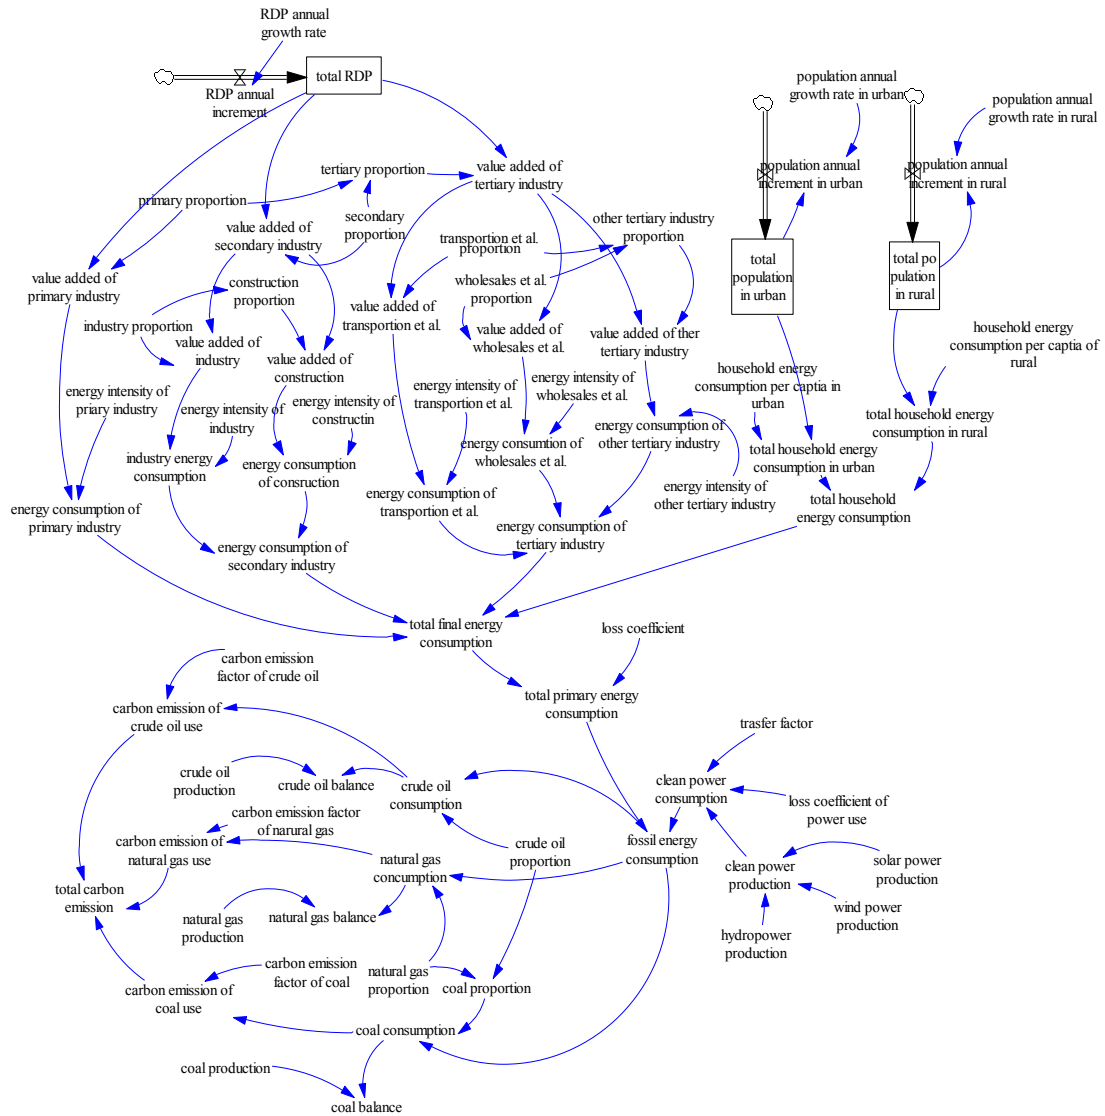 RDP annual
growth rate
total RDP
RDP annual
increment
population annual
growth rate in urban
population annual
growth rate in rural
population annual
increment in urban
population annual
increment in rural
tertiary proportion
value added of
tertiary industry
primary proportion
secondary
proportion
value added of
secondary industry
transportion et al.
proportion
other tertiary industry
proportion
total
population
in urban
total po
pulation
in rural
value added of
primary industry
construction
proportion
wholesales et al.
proportion
industry proportion
value added of
transportion et al.
value added of
industry
value added of
wholesales et al.
value added of ther
tertiary industry
household energy
consumption per captia of
rural
value added of
construction
household energy
consumption per captia in
urban
energy intensity of
priary industry
energy intensity of
industry
energy intensity of
constructin
energy intensity of
transportion et al.
energy intensity of
wholesales et al.
energy consumption of
other tertiary industry
total household energy
consumption in rural
energy consumtion of
wholesales et al.
total household energy
consumption in urban
industry energy
consumption
energy consumption
of consruction
energy consumption of
transportion et al.
energy intensity of
other tertiary industry
total household
energy consumption
energy consumption of
primary industry
energy consumption of
tertiary industry
energy consumption of
secondary industry
total final energy
consumption
loss coefficient
carbon emission
factor of crude oil
total primary energy
consumption
carbon emission of
crude oil use
trasfer factor
crude oil
production
crude oil balance
crude oil
consumption
clean power
consumption
loss coefficient of
power use
carbon emission factor
of narural gas
carbon emission of
natural gas use
crude oil
proportion
fossil energy
consumption
natural gas
concumption
clean power
production
solar power
production
total carbon
emission
natural gas
production
natural gas balance
wind power
production
hydropower
production
carbon emission
factor of coal
natural gas
proportion
coal proportion
carbon emission of
coal use
coal consumption
coal production
coal balance